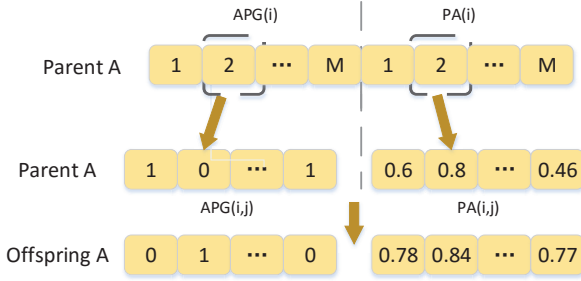 APG(i) PA(i)
Parent A 1 2 ... M 1 2 ... M
Parent A 1 0 ... 1 0.6 0.8 ... 0.46
APG(i,j) PA(i,j)
Offspring A 0 1 ... 0 0.78 0.84 ... 0.77